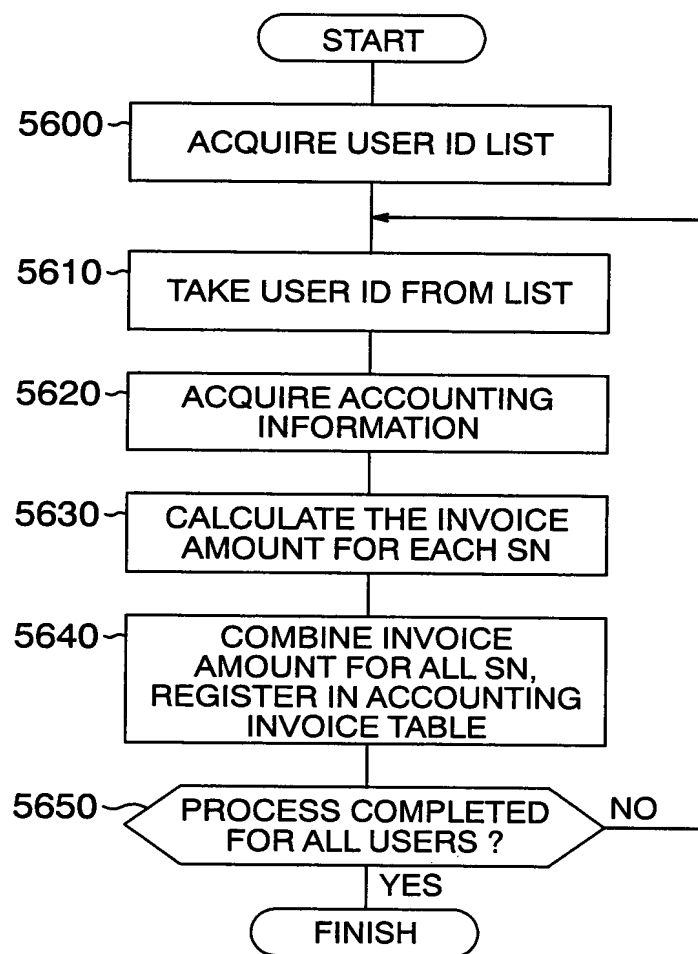 START
5600
ACQUIRE USER ID LIST
5610
TAKE USER ID FROM LIST
5620
ACQUIRE ACCOUNTING
INFORMATION
5630
CALCULATE THE INVOICE
AMOUNT FOR EACH SN
5640
COMBINE INVOICE
AMOUNT FOR ALL SN,
REGISTER IN ACCOUNTING
INVOICE TABLE
5650
PROCESS COMPLETED
FOR ALL USERS ?
NO
YES
FINISH